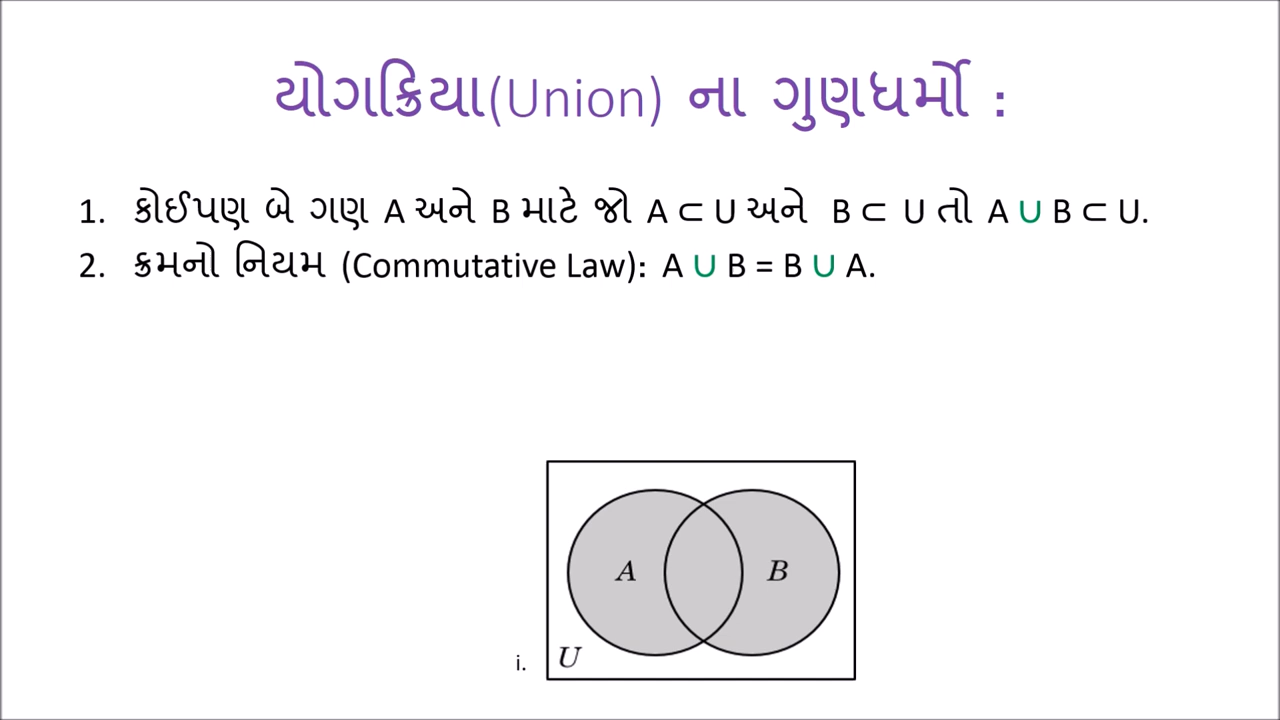 યોગક્રિયા(Union) ના ગુણધર્મો :
1. કોઈપણ બે ગણ A અને B માટે જો A ⊂ U અને B ⊂ U તો A ∪ B ⊂ U.
2. ક્રમનો નિયમ (Commutative Law): A ∪ B = B ∪ A.
A B
U
i.